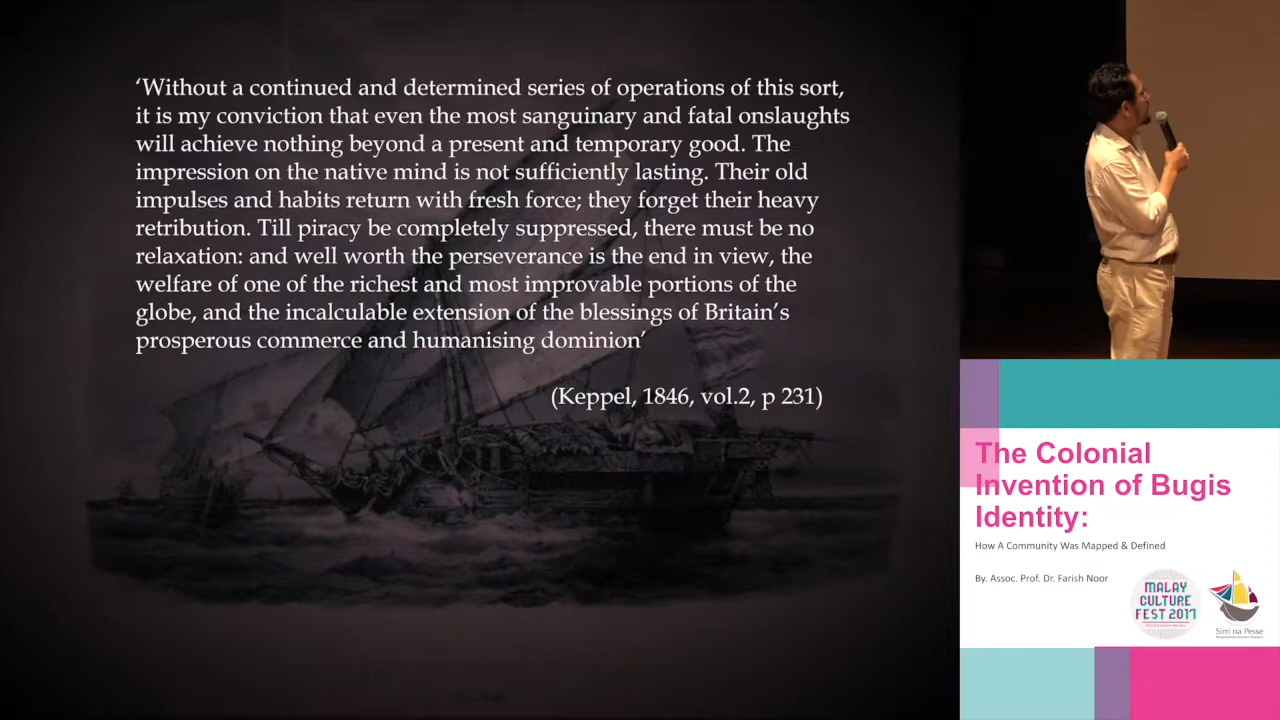 ‘Without a continued and determined series of operations of this sort,
it is my conviction that even the most sanguinary and fatal onslaughts
will achieve nothing beyond a present and temporary good. The
impression on the native mind is not sufficiently lasting. Their old
impulses and habits return with fresh force; they forget their heavy
retribution. Till piracy be completely suppressed, there must be no
relaxation: and well worth the perseverance is the end in view, the
welfare of one of the richest and most improvable portions of the
globe, and the incalculable extension of the blessings of Britain’s
prosperous commerce and humanising dominion’
(Keppel, 1846, vol.2, p 231)
The Colonial
Invention of Bugis
Identity:
How A Community Was Mapped & Defined
By. Assoc. Prof. Dr. Farish Noor
MALAY
CULTURE
FEST 2017
Sirri na Pesse